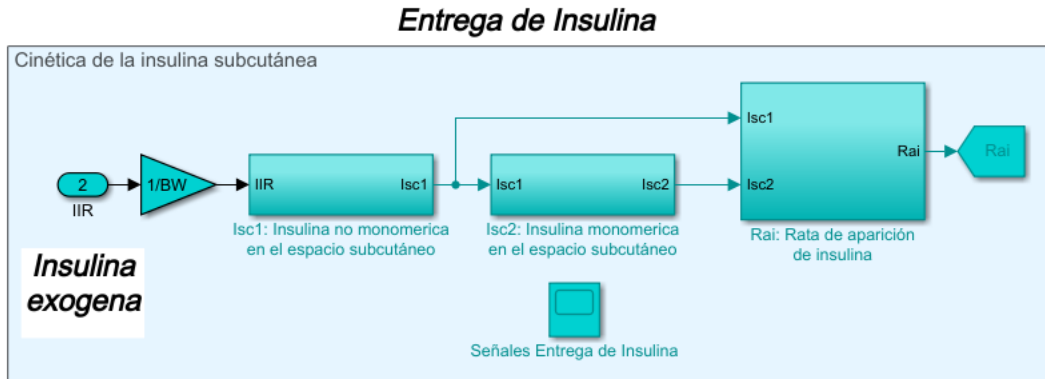 Entrega de Insulina
Cinética de la insulina subcutánea
2
IIR
1/BW
IIR
Isc1
Isc1: Insulina no monomerica
en el espacio subcutáneo
Isc1
Isc2
Isc2: Insulina monomerica
en el espacio subcutáneo
Isc1
Isc2
Rai
Rai: Rata de aparición
de insulina
Rai
Insulina
exogena
Señales Entrega de Insulina